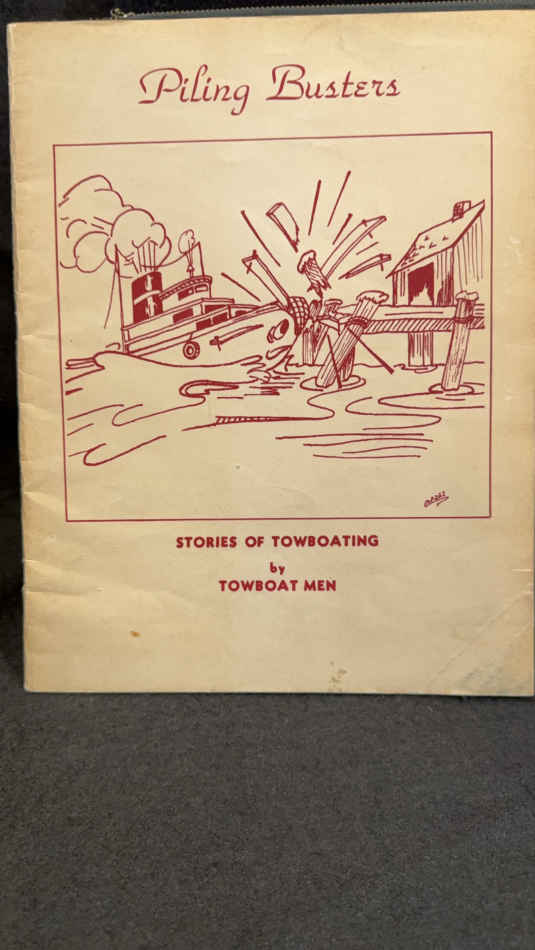 Piling Busters
STORIES OF TOWBOATING
by
TOWBOAT MEN